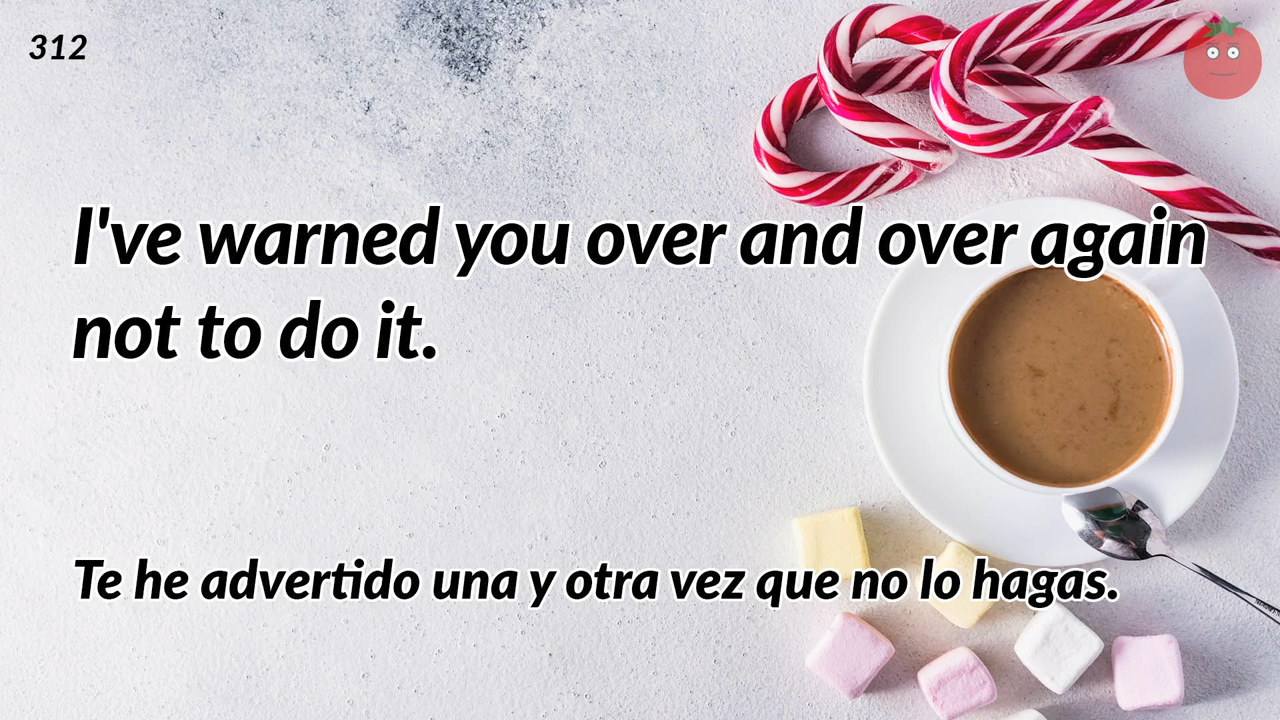 312
I've warned you over and over again
not to do it.
Te he advertido una y otra vez que no lo hagas.